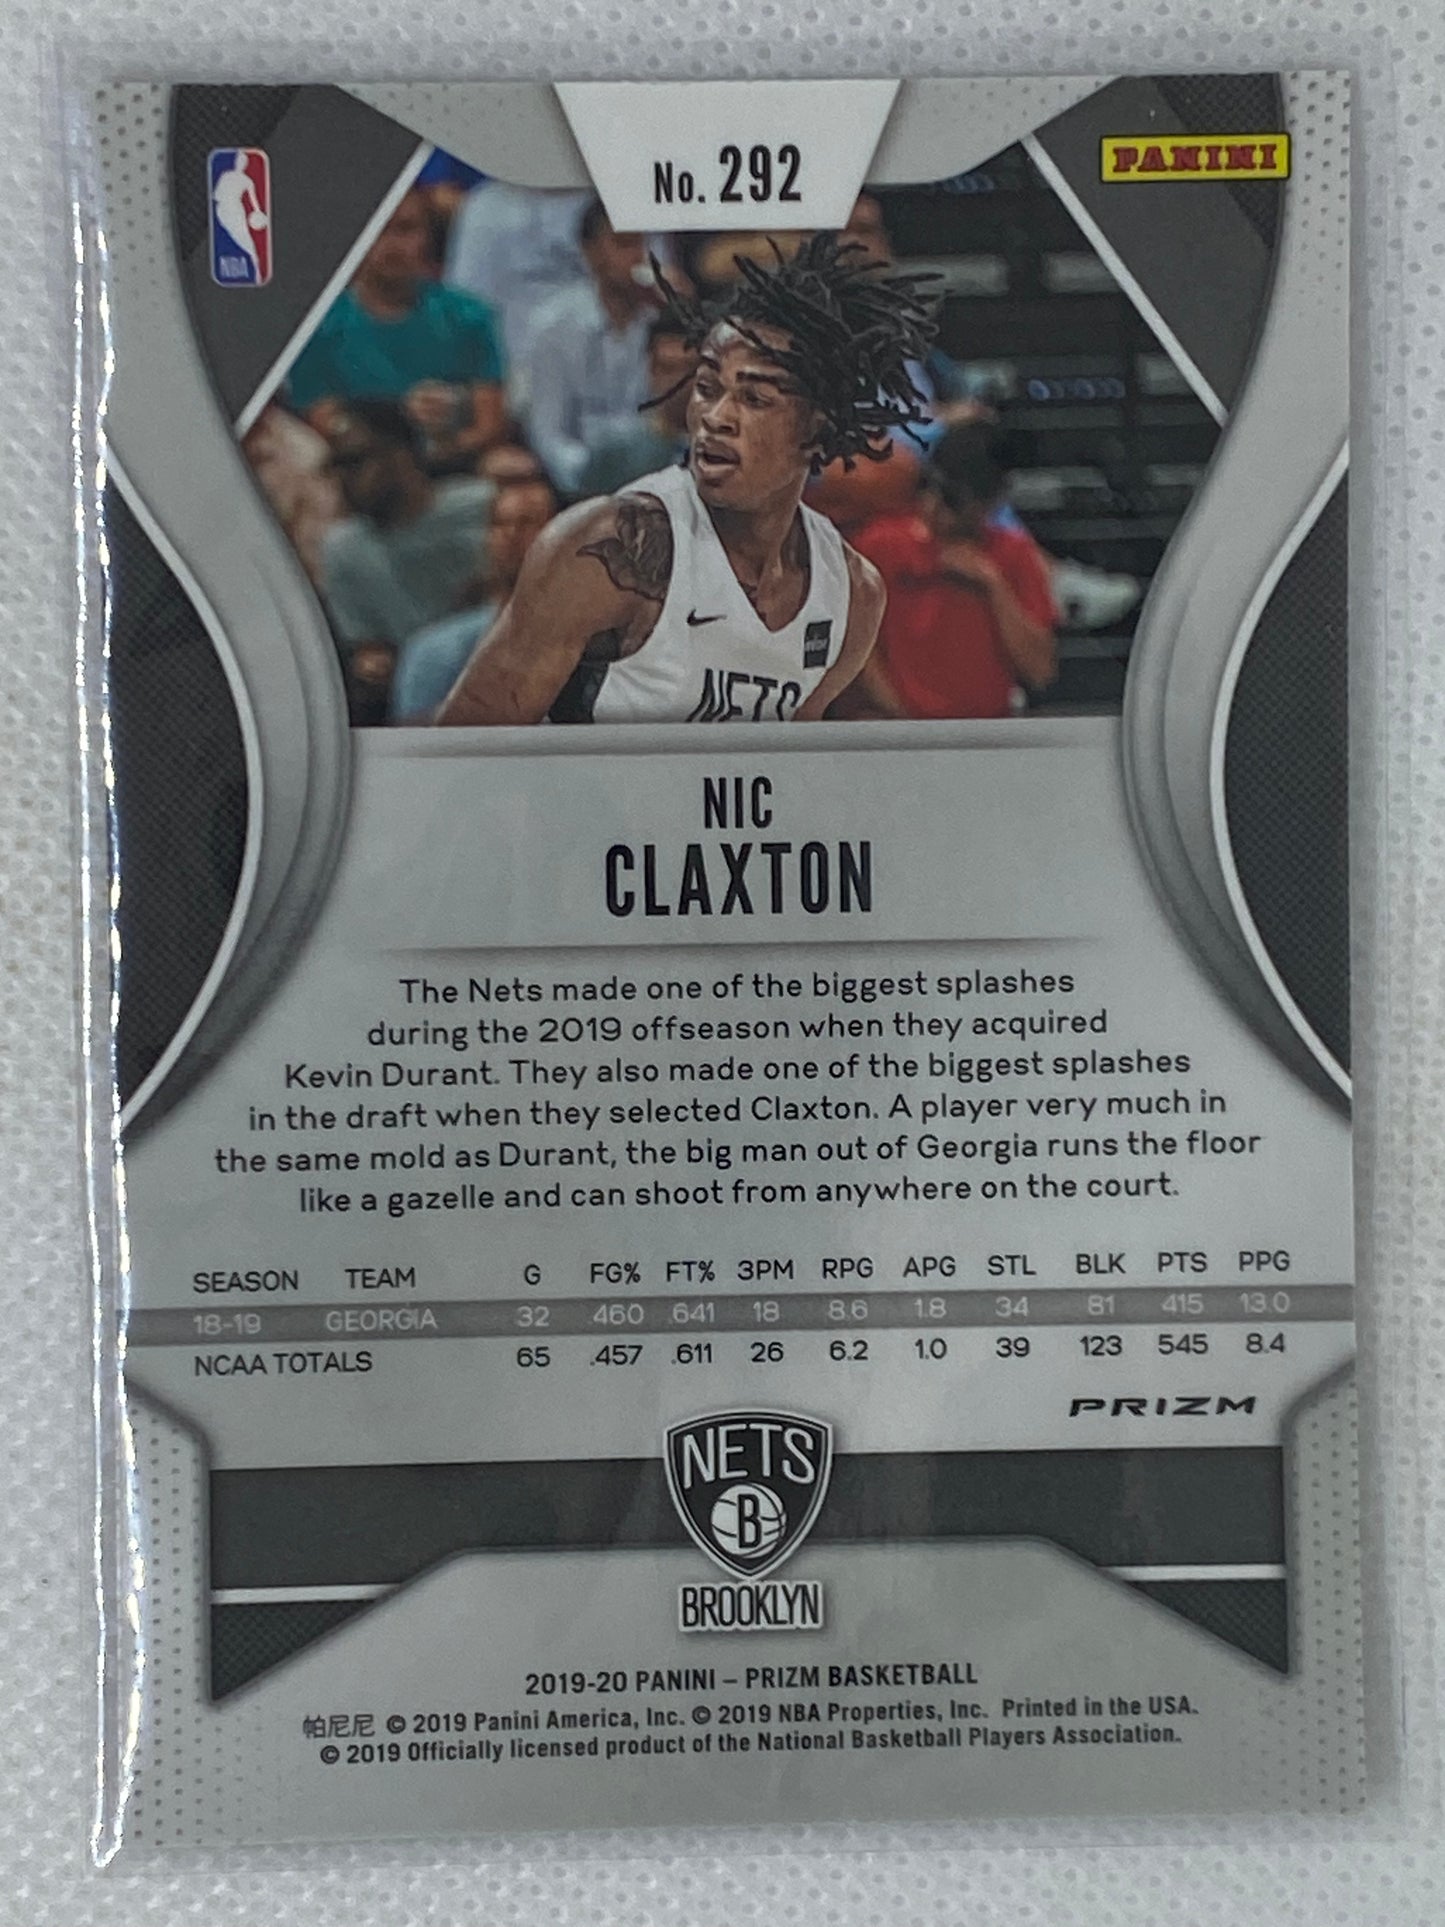 No. 292
PANINI
NBA
NETS
NIC
CLAXTON
The Nets made one of the biggest splashes
during the 2019 offseason when they acquired
Kevin Durant. They also made one of the biggest splashes
in the draft when they selected Claxton. A player very much in
the same mold as Durant, the big man out of Georgia runs the floor
like a gazelle and can shoot from anywhere on the court.
SEASON TEAM G FG% FT% 3PM RPG APG STL BLK PTS PPG
18-19 GEORGIA 32 .460 .641 18 8.6 1.8 34 81 415 13.0
NCAA TOTALS 65 .457 .611 26 6.2 1.0 39 123 545 8.4
PRIZM
NETS
B
BROOKLYN
2019-20 PANINI – PRIZM BASKETBALL
帕尼尼 © 2019 Panini America, Inc. © 2019 NBA Properties, Inc. Printed in the USA.
© 2019 Officially licensed product of the National Basketball Players Association.